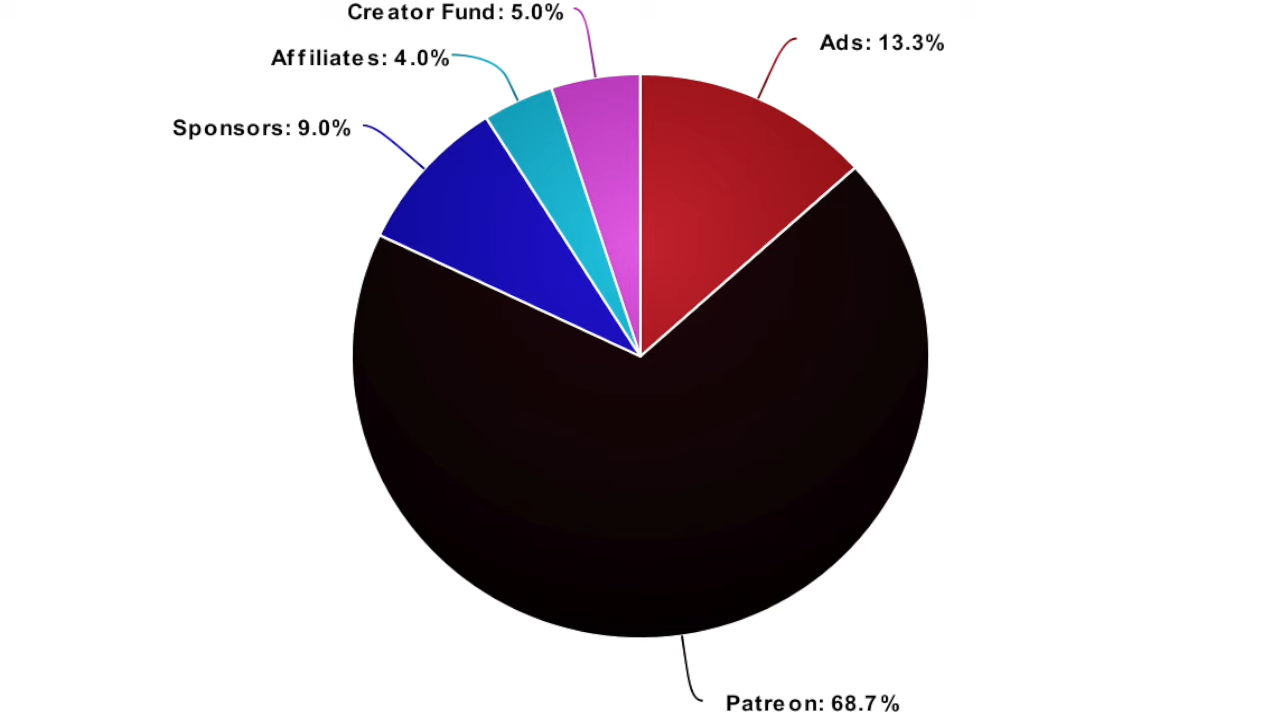 Creator Fund: 5.0%
Ads: 13.3%
Affiliates: 4.0%
Sponsors: 9.0%
Patreon: 68.7%